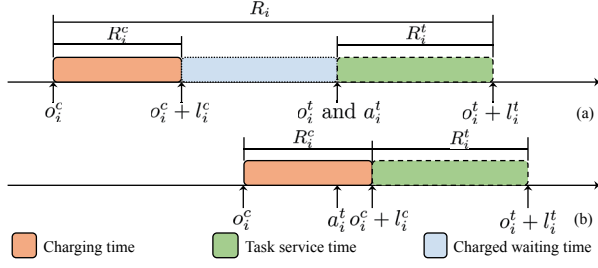 R_i
R_i^c R_i^t
o_i^c o_i^c + l_i^c o_i^t and a_i^t o_i^t + l_i^t (a)
R_i^c R_i^t
o_i^c a_i^t o_i^c + l_i^c o_i^t + l_i^t (b)
Charging time Task service time Charged waiting time